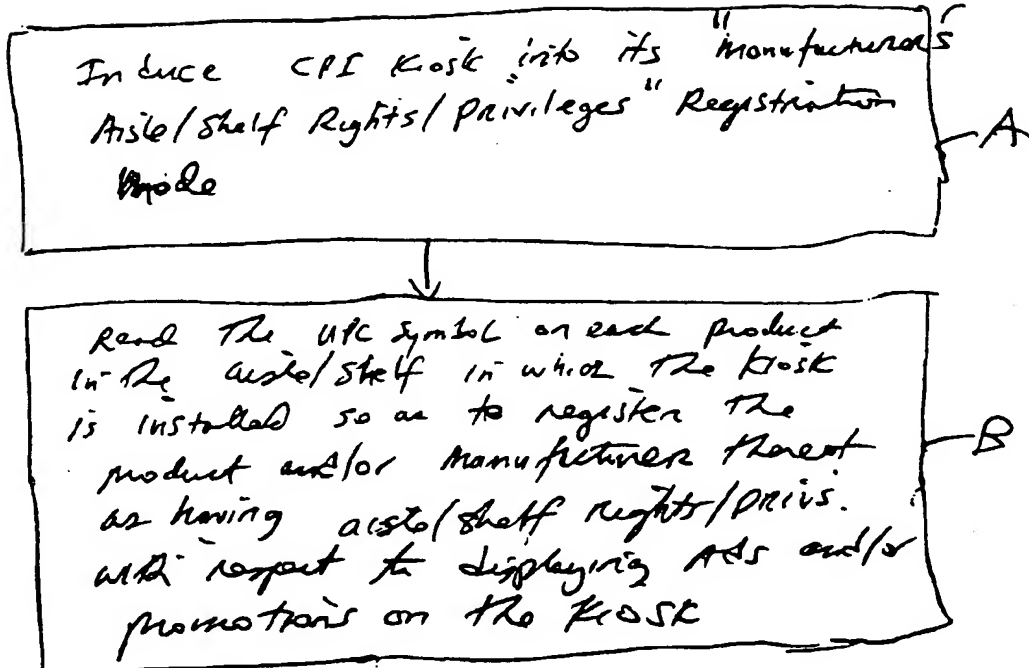 Induce CPI Kiosk into its "Manufacturers
Aisle/Shelf Rights/Privileges" Registration
Mode
A
Read The UPC Symbol on each product
in The aisle/shelf in which The Kiosk
is installed so as to register The
product and/or Manufacturer thereof
as having aisle/shelf rights/privs.
with respect to displaying Ads and/or
promotions on the Kiosk
B